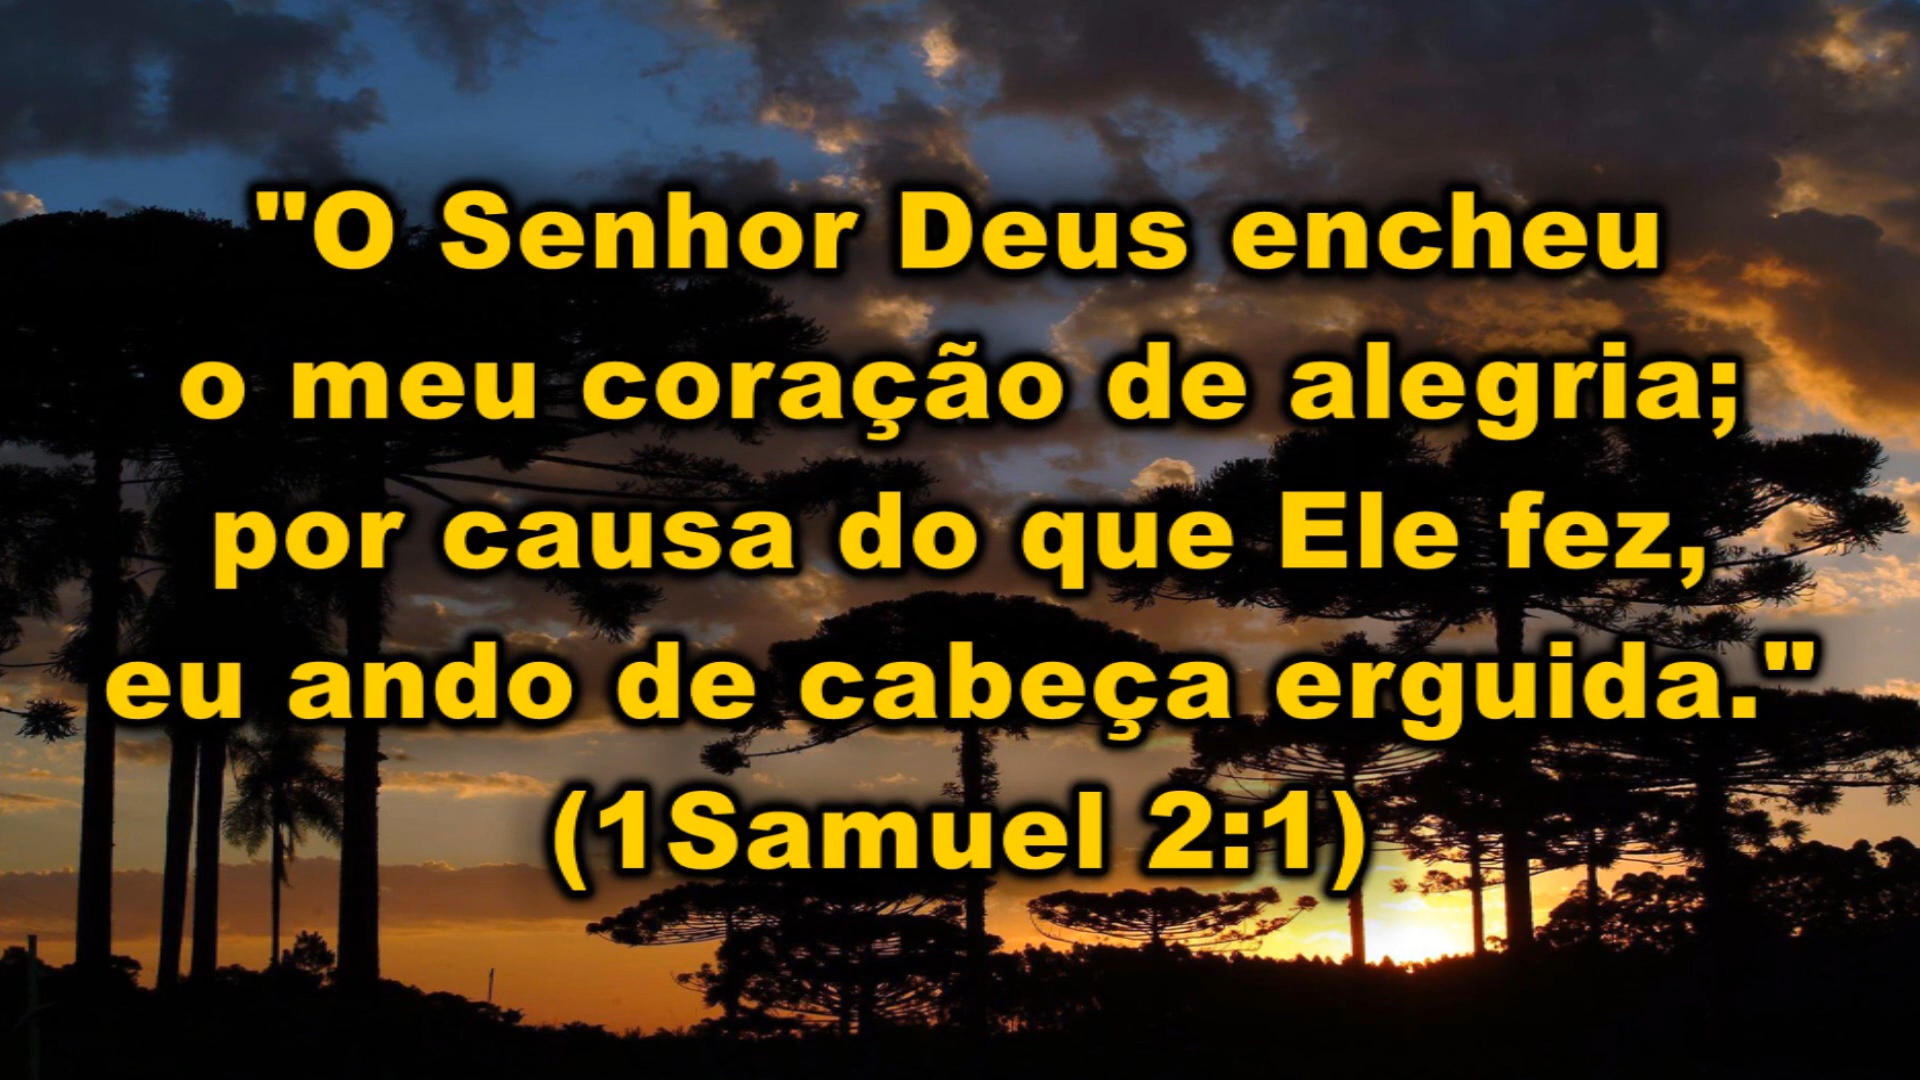 "O Senhor Deus encheu
o meu coração de alegria;
por causa do que Ele fez,
eu ando de cabeça erguida."
(1Samuel 2:1)